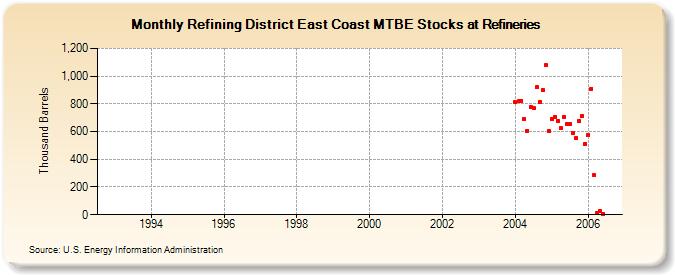 Monthly Refining District East Coast MTBE Stocks at Refineries
Thousand Barrels
1,200
1,000
800
600
400
200
0
1994 1996 1998 2000 2002 2004 2006
Source: U.S. Energy Information Administration